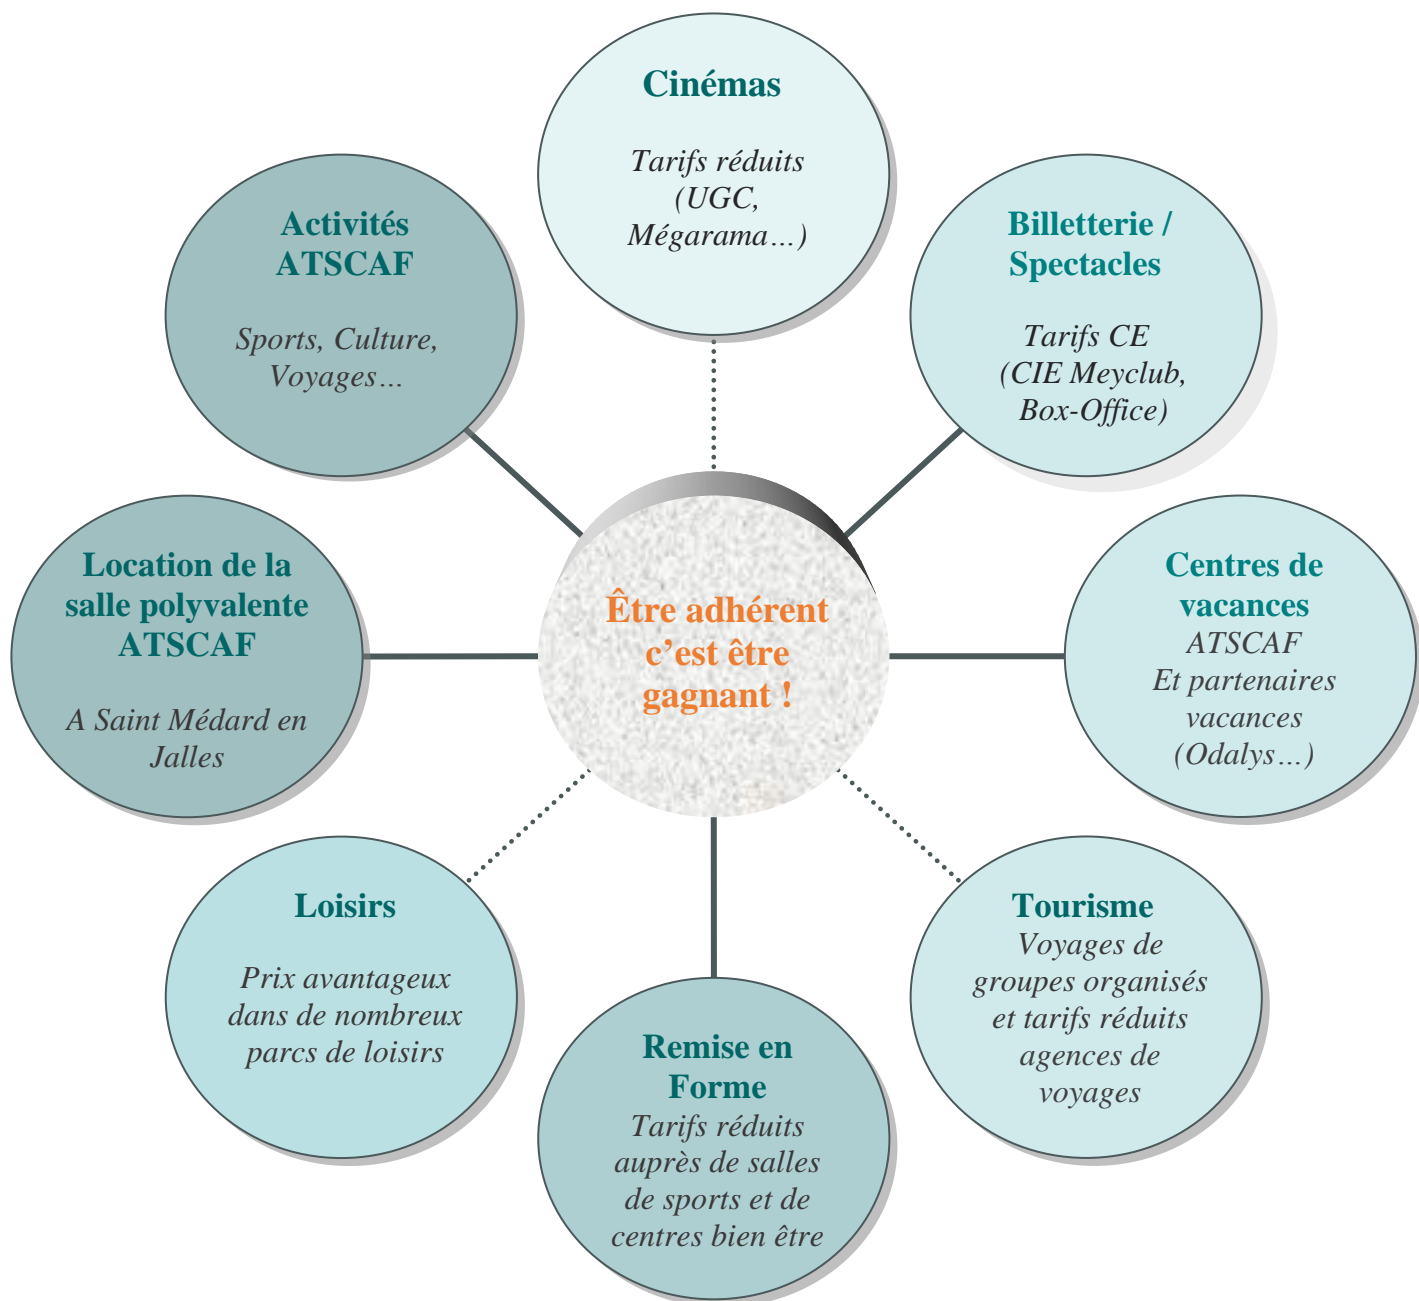 Cinémas
Tarifs réduits
(UGC,
Mégarama…)
Billetterie /
Spectacles
Tarifs CE
(CIE Meyclub,
Box-Office)
Centres de
vacances
ATSCAF
Et partenaires
vacances
(Odalys…)
Tourisme
Voyages de
groupes organisés
et tarifs réduits
agences de
voyages
Remise en
Forme
Tarifs réduits
auprès de salles
de sports et de
centres bien être
Loisirs
Prix avantageux
dans de nombreux
parcs de loisirs
Location de la
salle polyvalente
ATSCAF
A Saint Médard en
Jalles
Activités
ATSCAF
Sports, Culture,
Voyages…
Être adhérent
c’est être
gagnant !